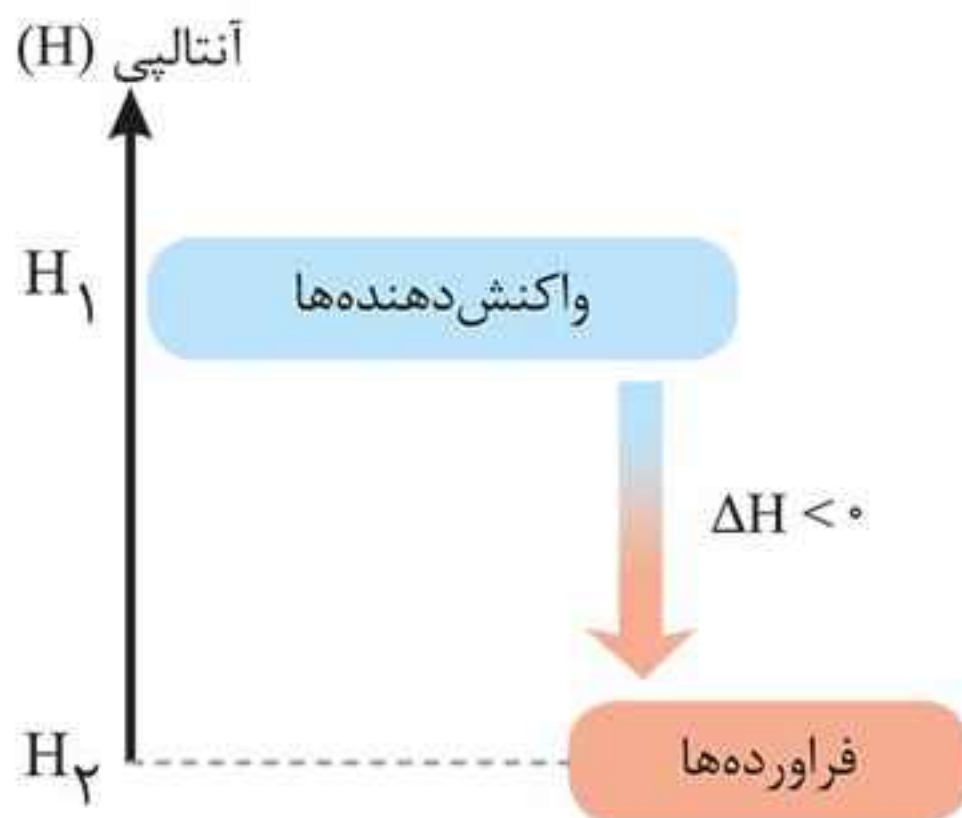 آنتالپی (H)
H۱
واکنش‌دهنده‌ها
ΔH < ۰
H۲
فراورده‌ها